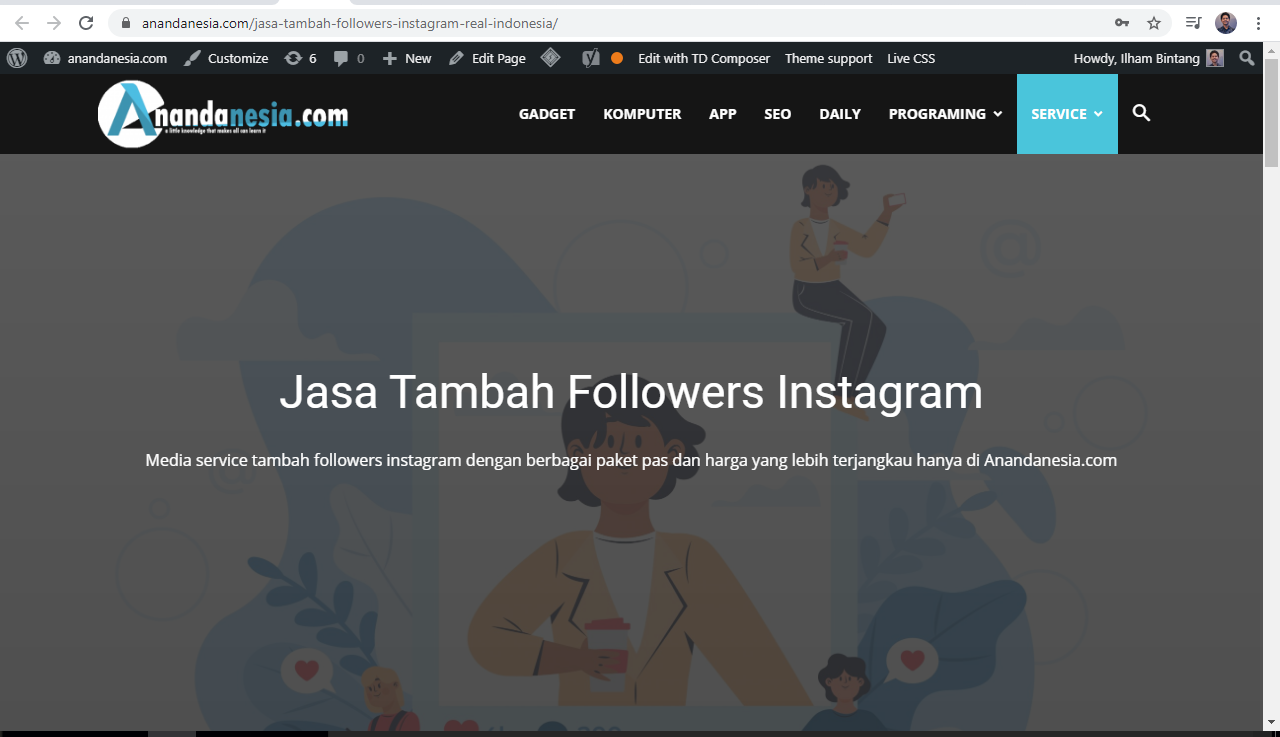 anandanesia.com/jasa-tambah-followers-instagram-real-indonesia/
anandanesia.com Customize 6 0 New Edit Page Edit with TD Composer Theme support Live CSS Howdy, Ilham Bintang
Anandanesia.com
a little knowledge that makes all can learn it
GADGET KOMPUTER APP SEO DAILY PROGRAMING SERVICE
@
Jasa Tambah Followers Instagram
Media service tambah followers instagram dengan berbagai paket pas dan harga yang lebih terjangkau hanya di Anandanesia.com
@